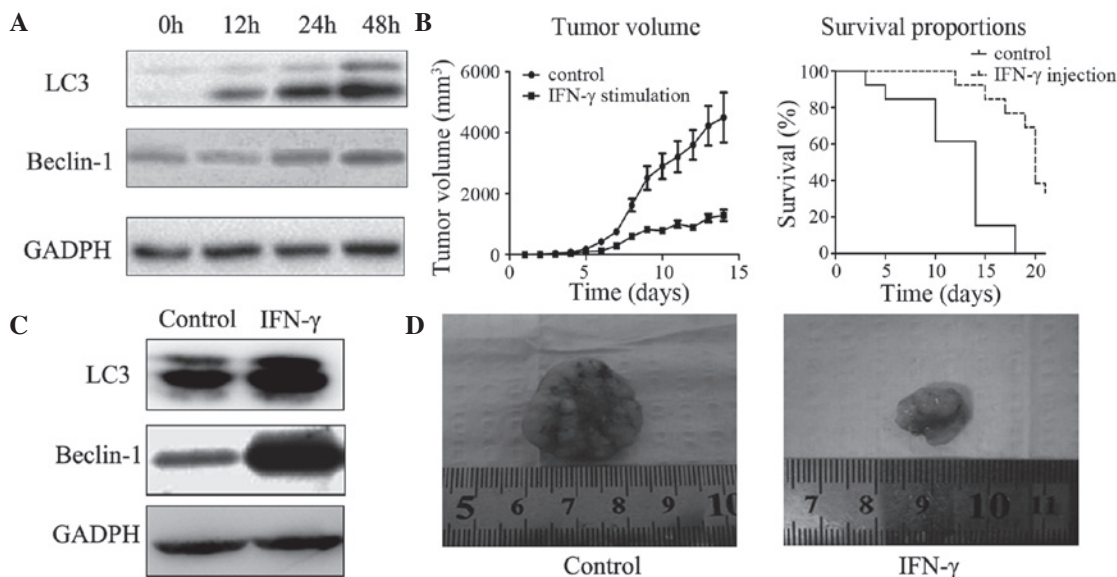 A
0h 12h 24h 48h
LC3
Beclin-1
GADPH
B
Tumor volume
control
IFN-γ stimulation
Tumor volume (mm³)
6000
4000
2000
0
0 5 10 15
Time (days)
Survival proportions
control
IFN-γ injection
Survival (%)
100
80
60
40
20
0
0 5 10 15 20
Time (days)
C
Control IFN-γ
LC3
Beclin-1
GADPH
D
5 6 7 8 9 10
Control
7 8 9 10 11
IFN-γ